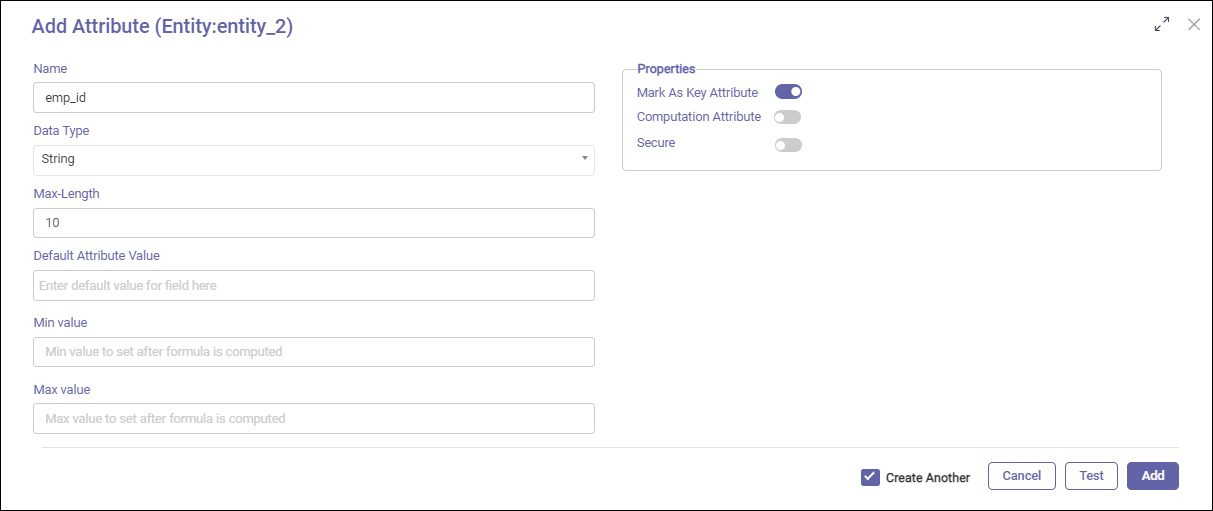 Add Attribute (Entity:entity_2)
Name
emp_id
Data Type
String
Max-Length
10
Default Attribute Value
Enter default value for field here
Min value
Min value to set after formula is computed
Max value
Max value to set after formula is computed
Properties
Mark As Key Attribute
Computation Attribute
Secure
Create Another
Cancel
Test
Add